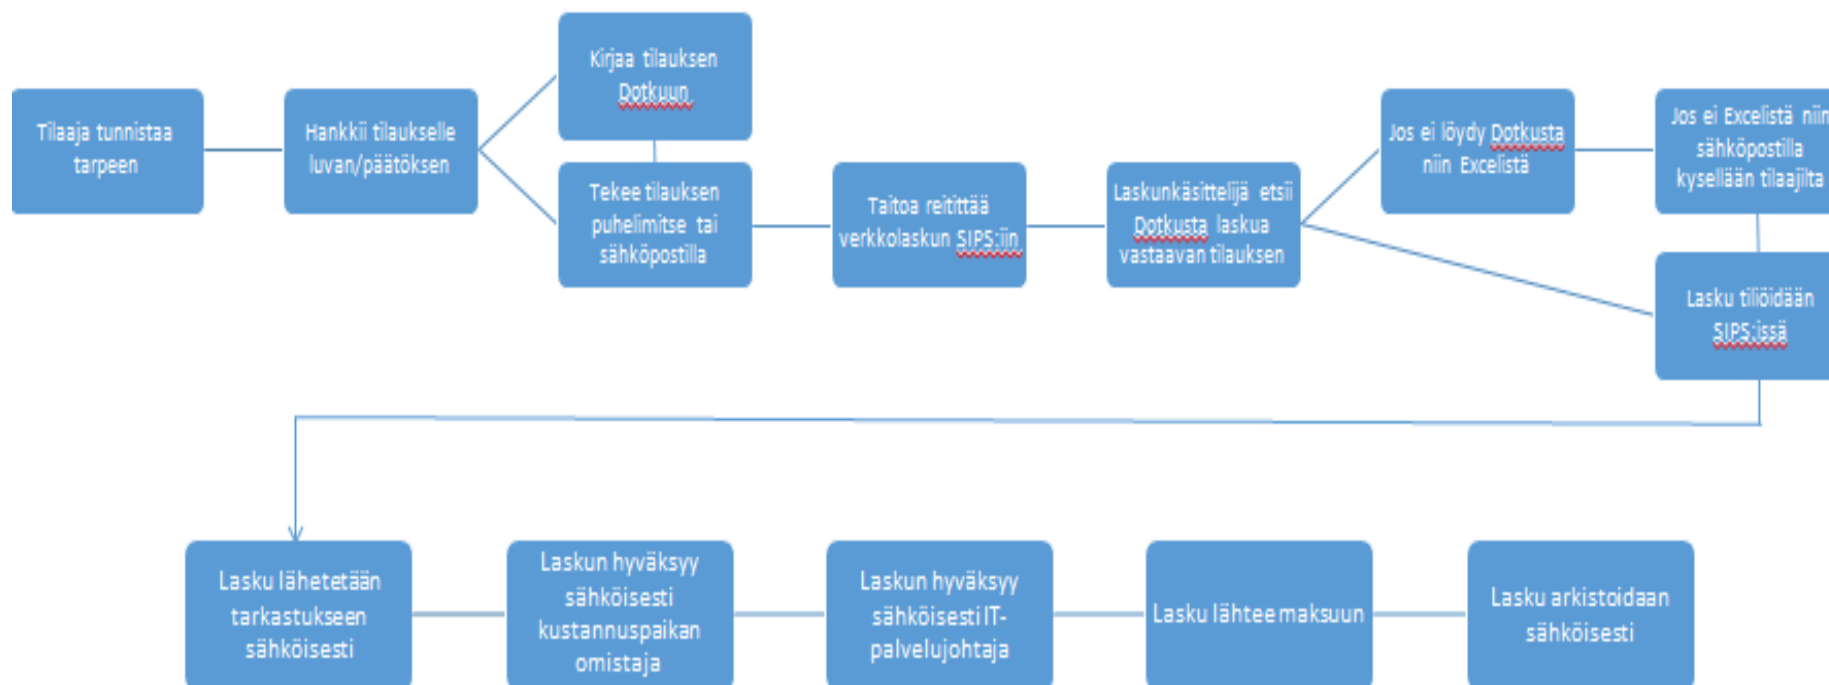 Tilaaja tunnistaa
tarpeen
Hankkii tilaukselle
luvan/päätöksen
Kirjaa tilauksen
Dotkuun
Tekee tilauksen
puhelimitse tai
sähköpostilla
Taitoa reitittää
verkkolaskun SIPS:iin
Laskunkäsittelijä etsii
Dotkusta laskua
vastaavan tilauksen
Jos ei löydy Dotkusta
niin Excelistä
Jos ei Excelistä niin
sähköpostilla
kysellään tilaajilta
Lasku tiliöidään
SIPS:issä
Lasku lähetetään
tarkastukseen
sähköisesti
Laskun hyväksyy
sähköisesti
kustannuspaikan
omistaja
Laskun hyväksyy
sähköisesti IT-
palvelujohtaja
Lasku lähtee maksuun
Lasku arkistoidaan
sähköisesti